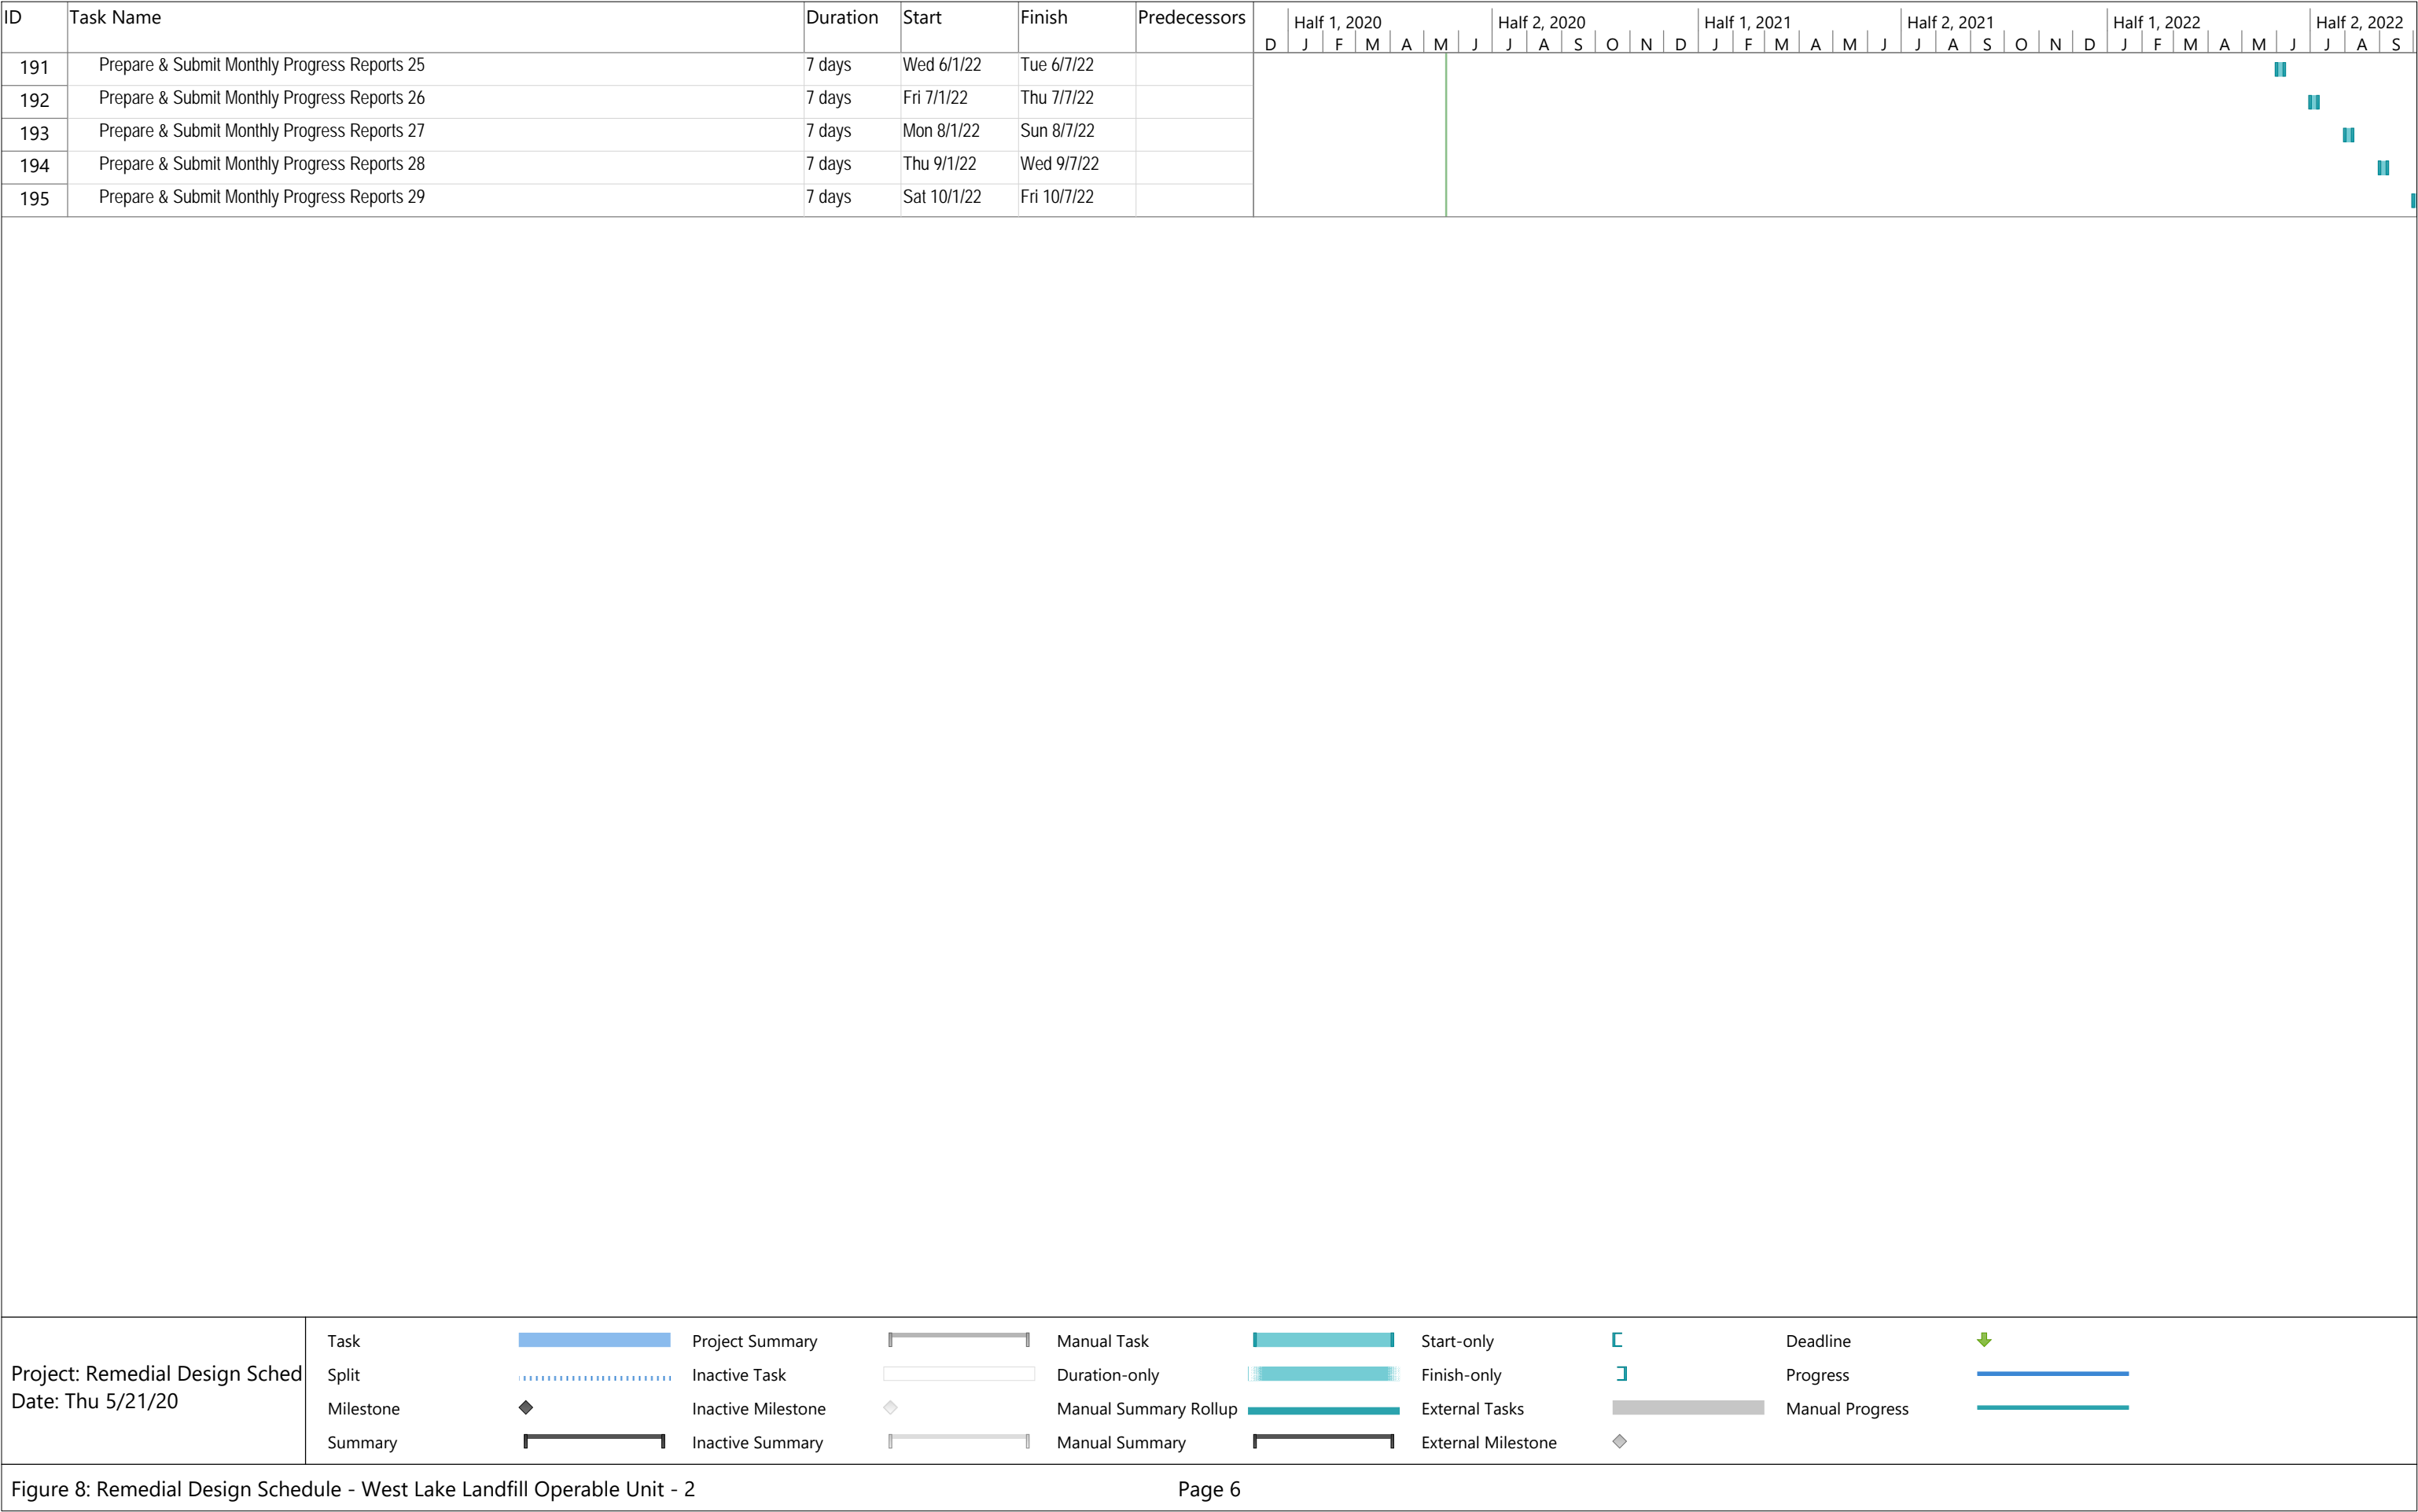 ID Task Name Duration Start Finish Predecessors
Half 1, 2020 Half 2, 2020 Half 1, 2021 Half 2, 2021 Half 1, 2022 Half 2, 2022
D J F M A M J J A S O N D J F M A M J J A S O N D J F M A M J J A S
191 Prepare & Submit Monthly Progress Reports 25 7 days Wed 6/1/22 Tue 6/7/22
192 Prepare & Submit Monthly Progress Reports 26 7 days Fri 7/1/22 Thu 7/7/22
193 Prepare & Submit Monthly Progress Reports 27 7 days Mon 8/1/22 Sun 8/7/22
194 Prepare & Submit Monthly Progress Reports 28 7 days Thu 9/1/22 Wed 9/7/22
195 Prepare & Submit Monthly Progress Reports 29 7 days Sat 10/1/22 Fri 10/7/22
Project: Remedial Design Sched
Date: Thu 5/21/20
Task Project Summary Manual Task Start-only Deadline
Split Inactive Task Duration-only Finish-only Progress
Milestone Inactive Milestone Manual Summary Rollup External Tasks Manual Progress
Summary Inactive Summary Manual Summary External Milestone
Figure 8: Remedial Design Schedule - West Lake Landfill Operable Unit - 2 Page 6